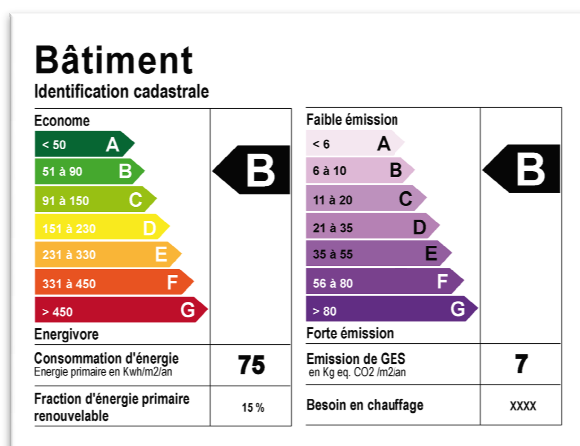 Bâtiment
Identification cadastrale
Econome
< 50 A
51 à 90 B
91 à 150 C
151 à 230 D
231 à 330 E
331 à 450 F
> 450 G
Energivore
B
Consommation d'énergie
Energie primaire en Kwh/m2/an
75
Fraction d'énergie primaire
renouvelable
15 %
Faible émission
< 6 A
6 à 10 B
11 à 20 C
21 à 35 D
35 à 55 E
56 à 80 F
> 80 G
Forte émission
B
Emission de GES
en Kg eq. CO2 /m2/an
7
Besoin en chauffage
XXXX